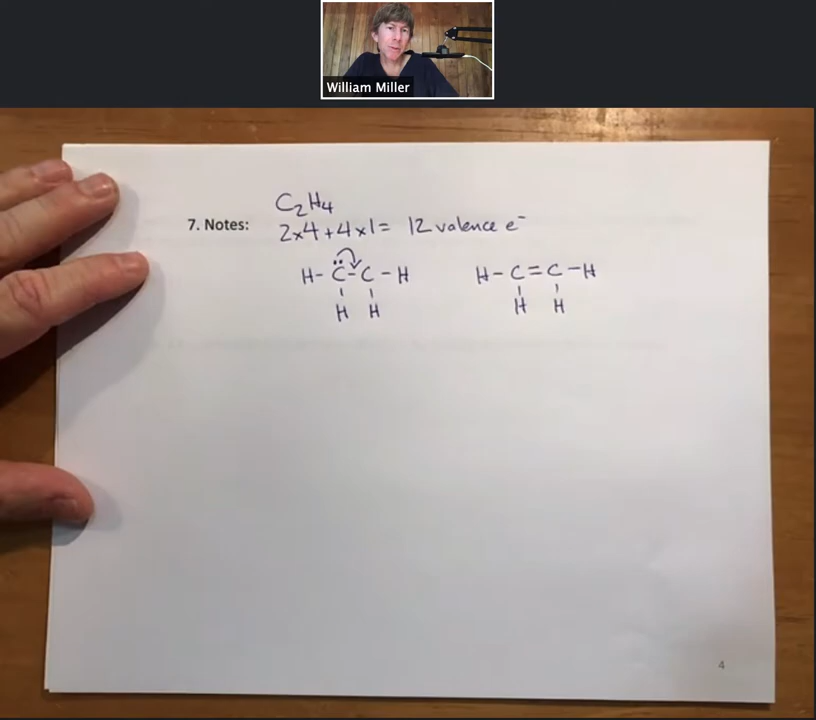 William Miller
C2H4
7. Notes: 2x4+4x1= 12 valence e-
H- C̈-C -H H-C=C-H
H H H H
4